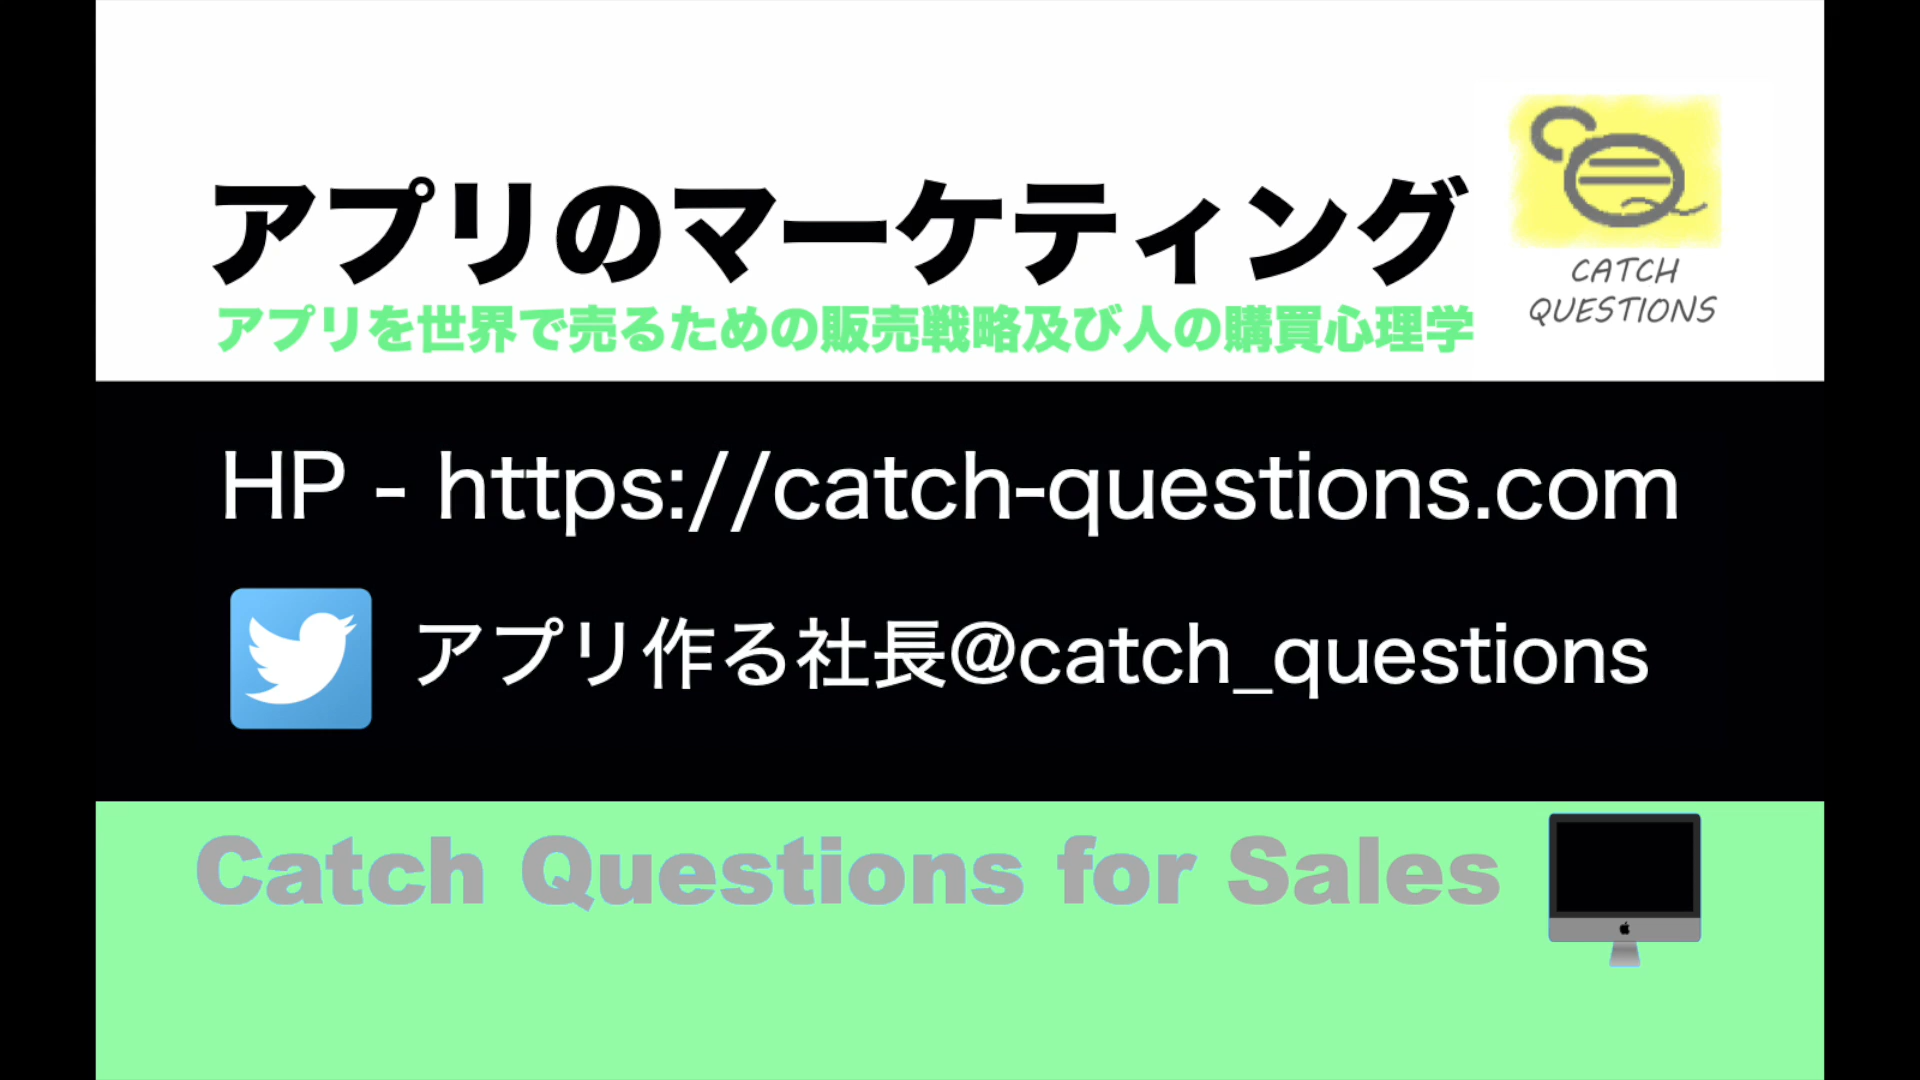 アプリのマーケティング
アプリを世界で売るための販売戦略及び人の購買心理学
CATCH
QUESTIONS
HP - https://catch-questions.com
アプリ作る社長@catch_questions
Catch Questions for Sales